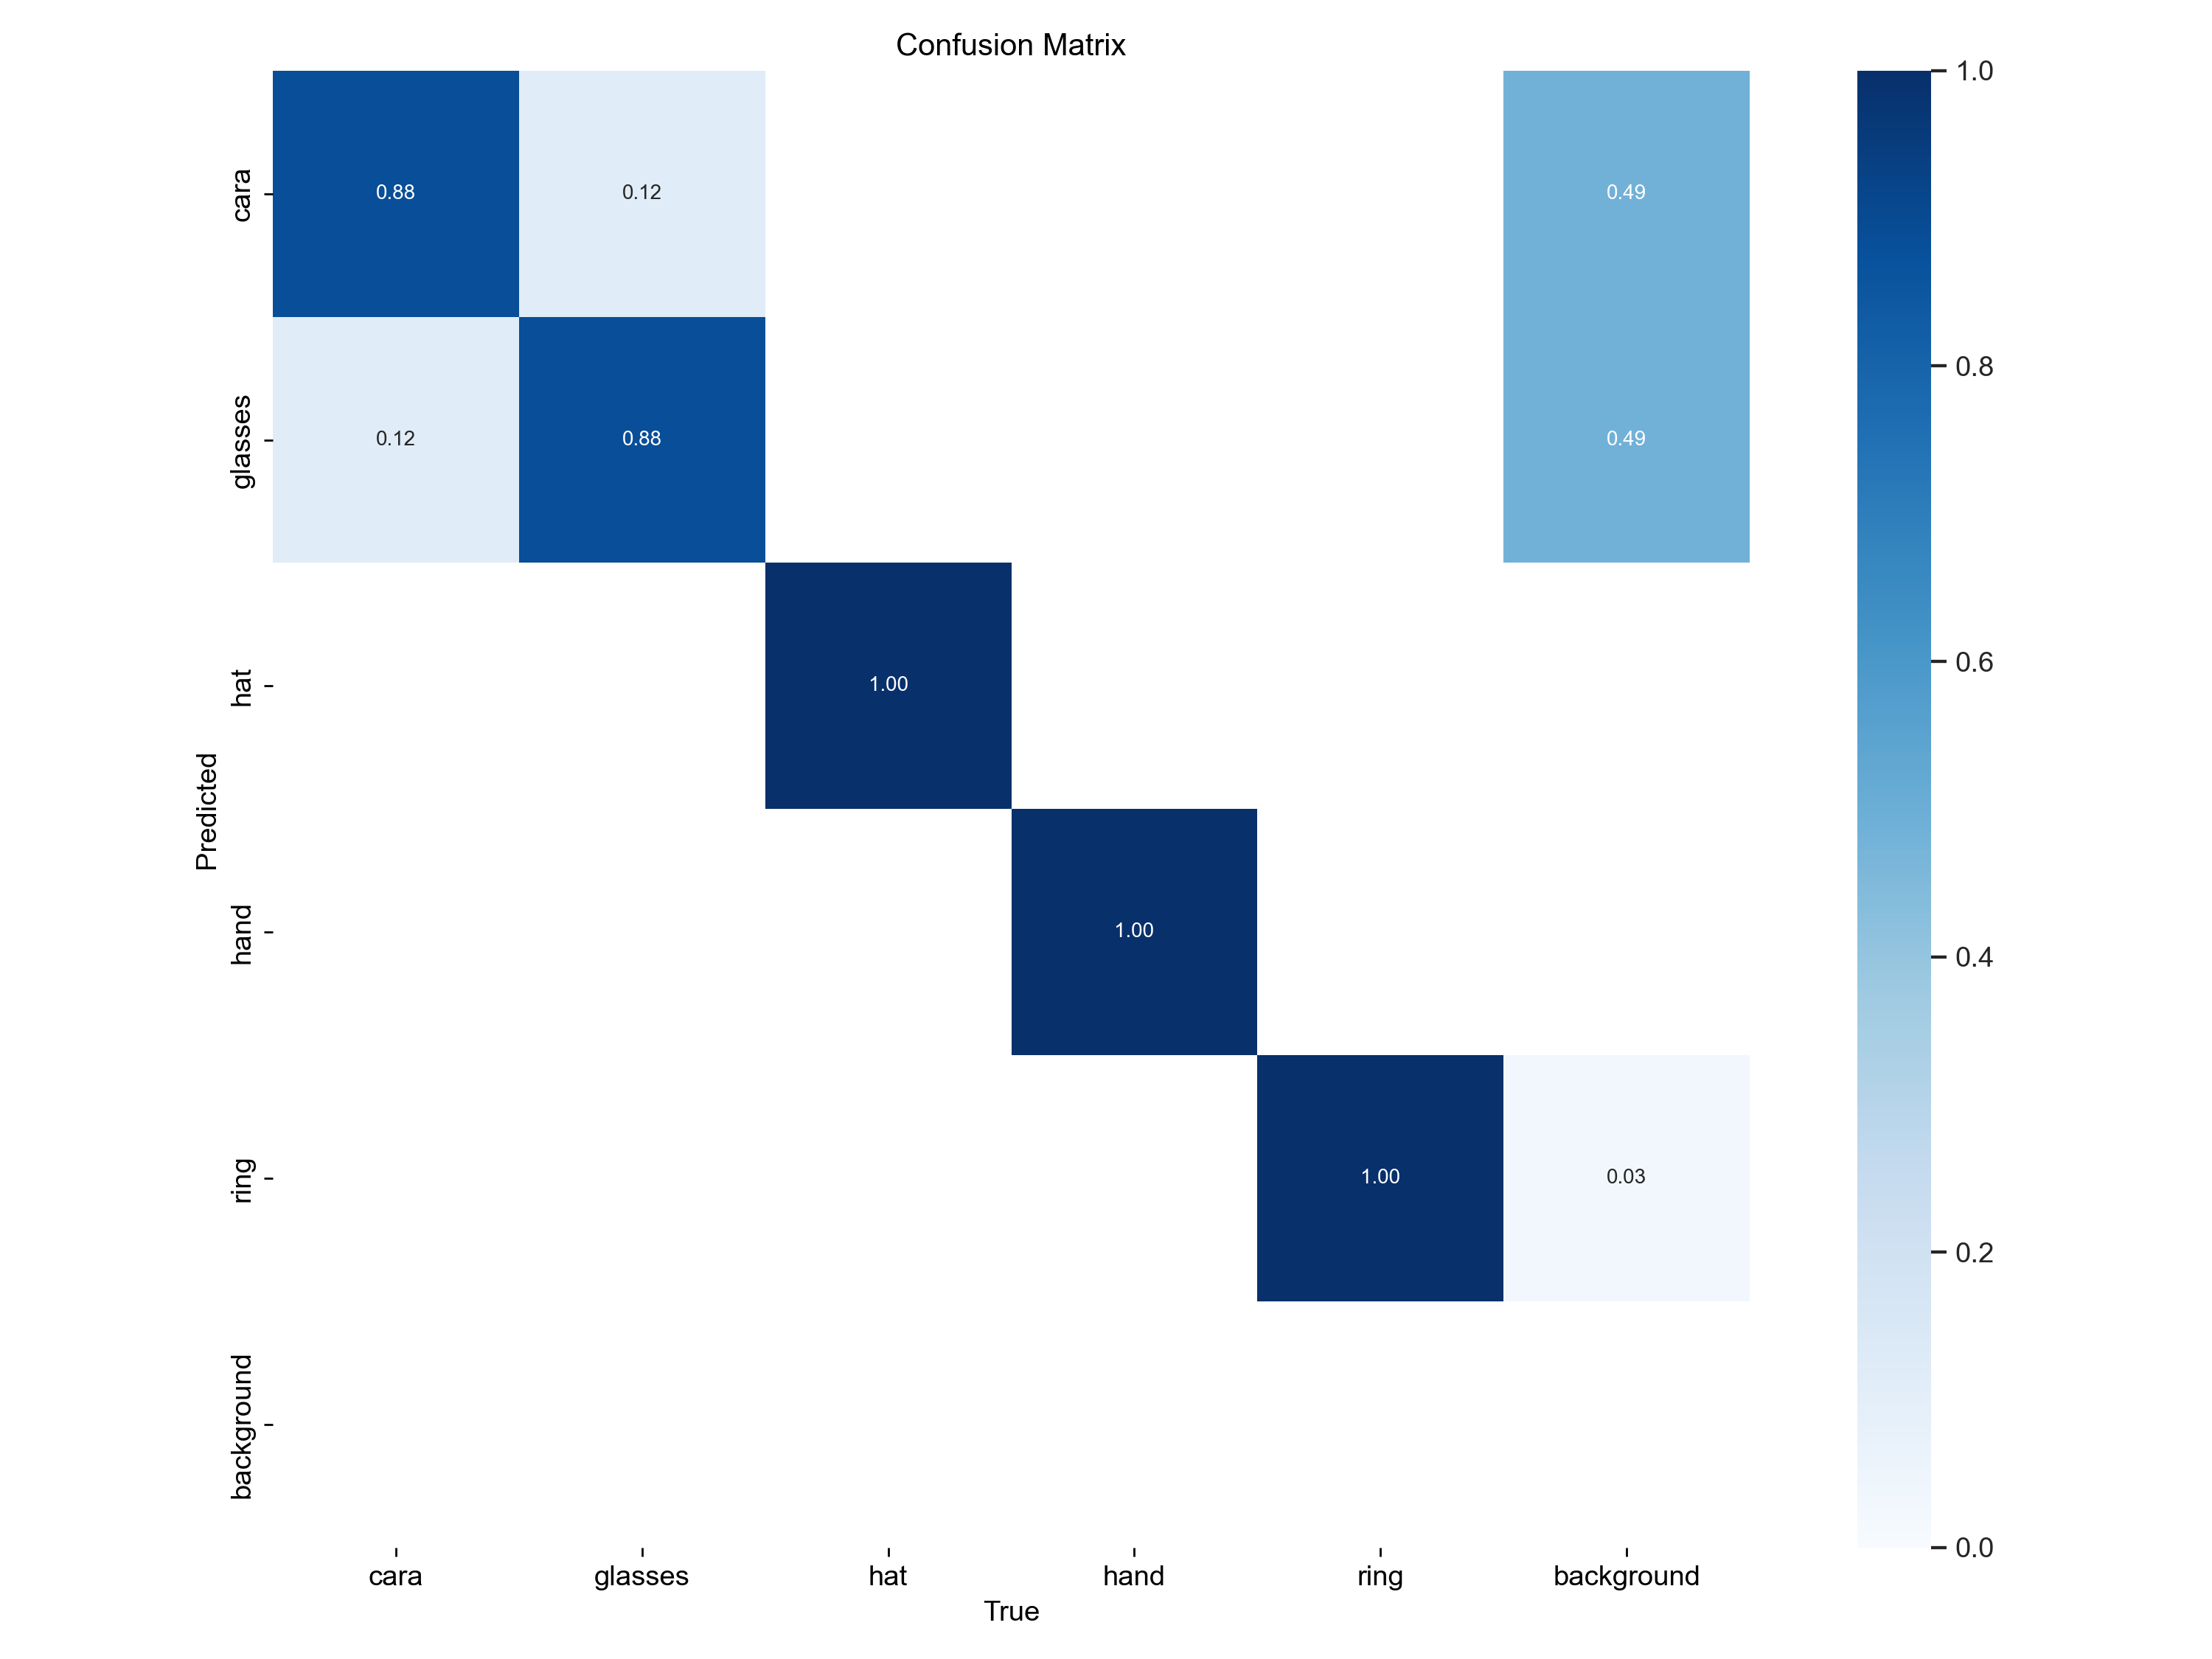 Confusion Matrix
cara
0.88
0.12
0.49
glasses
0.12
0.88
0.49
hat
1.00
hand
1.00
ring
1.00
0.03
background
Predicted
cara
glasses
hat
hand
ring
background
True
1.0
0.8
0.6
0.4
0.2
0.0